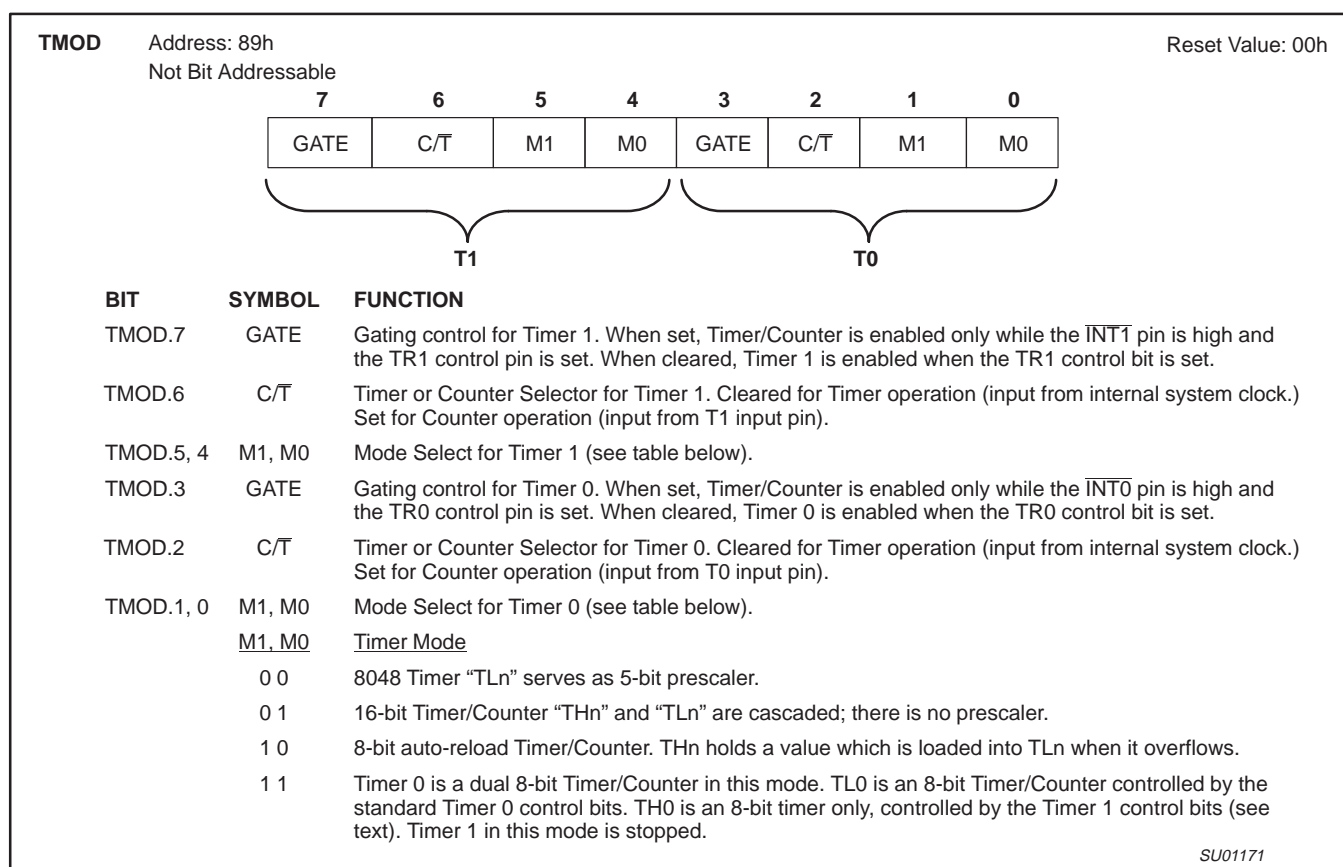 TMOD Address: 89h Reset Value: 00h
Not Bit Addressable
7 6 5 4 3 2 1 0
GATE C/T̅ M1 M0 GATE C/T̅ M1 M0
T1 T0
BIT SYMBOL FUNCTION
TMOD.7 GATE Gating control for Timer 1. When set, Timer/Counter is enabled only while the I̅N̅T̅1̅ pin is high and
the TR1 control pin is set. When cleared, Timer 1 is enabled when the TR1 control bit is set.
TMOD.6 C/T̅ Timer or Counter Selector for Timer 1. Cleared for Timer operation (input from internal system clock.)
Set for Counter operation (input from T1 input pin).
TMOD.5, 4 M1, M0 Mode Select for Timer 1 (see table below).
TMOD.3 GATE Gating control for Timer 0. When set, Timer/Counter is enabled only while the I̅N̅T̅0̅ pin is high and
the TR0 control pin is set. When cleared, Timer 0 is enabled when the TR0 control bit is set.
TMOD.2 C/T̅ Timer or Counter Selector for Timer 0. Cleared for Timer operation (input from internal system clock.)
Set for Counter operation (input from T0 input pin).
TMOD.1, 0 M1, M0 Mode Select for Timer 0 (see table below).
M1, M0 Timer Mode
0 0 8048 Timer “TLn” serves as 5-bit prescaler.
0 1 16-bit Timer/Counter “THn” and “TLn” are cascaded; there is no prescaler.
1 0 8-bit auto-reload Timer/Counter. THn holds a value which is loaded into TLn when it overflows.
1 1 Timer 0 is a dual 8-bit Timer/Counter in this mode. TL0 is an 8-bit Timer/Counter controlled by the
standard Timer 0 control bits. TH0 is an 8-bit timer only, controlled by the Timer 1 control bits (see
text). Timer 1 in this mode is stopped.
SU01171